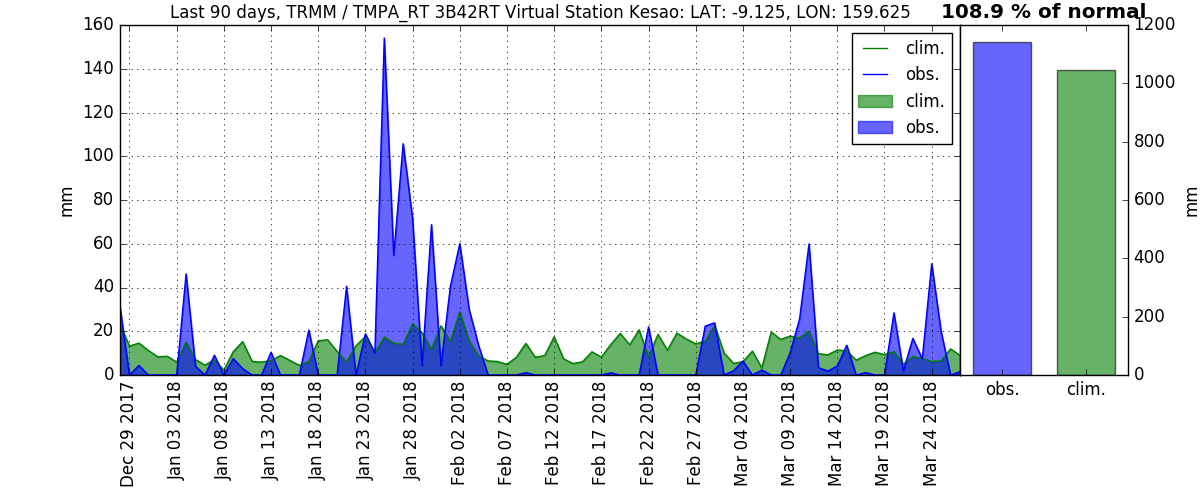 Last 90 days, TRMM / TMPA_RT 3B42RT Virtual Station Kesao: LAT: -9.125, LON: 159.625
108.9 % of normal
160
140
120
100
80
60
40
20
0
mm
clim.
obs.
clim.
obs.
1200
1000
800
600
400
200
0
mm
obs.
clim.
Dec 29 2017
Jan 03 2018
Jan 08 2018
Jan 13 2018
Jan 18 2018
Jan 23 2018
Jan 28 2018
Feb 02 2018
Feb 07 2018
Feb 12 2018
Feb 17 2018
Feb 22 2018
Feb 27 2018
Mar 04 2018
Mar 09 2018
Mar 14 2018
Mar 19 2018
Mar 24 2018